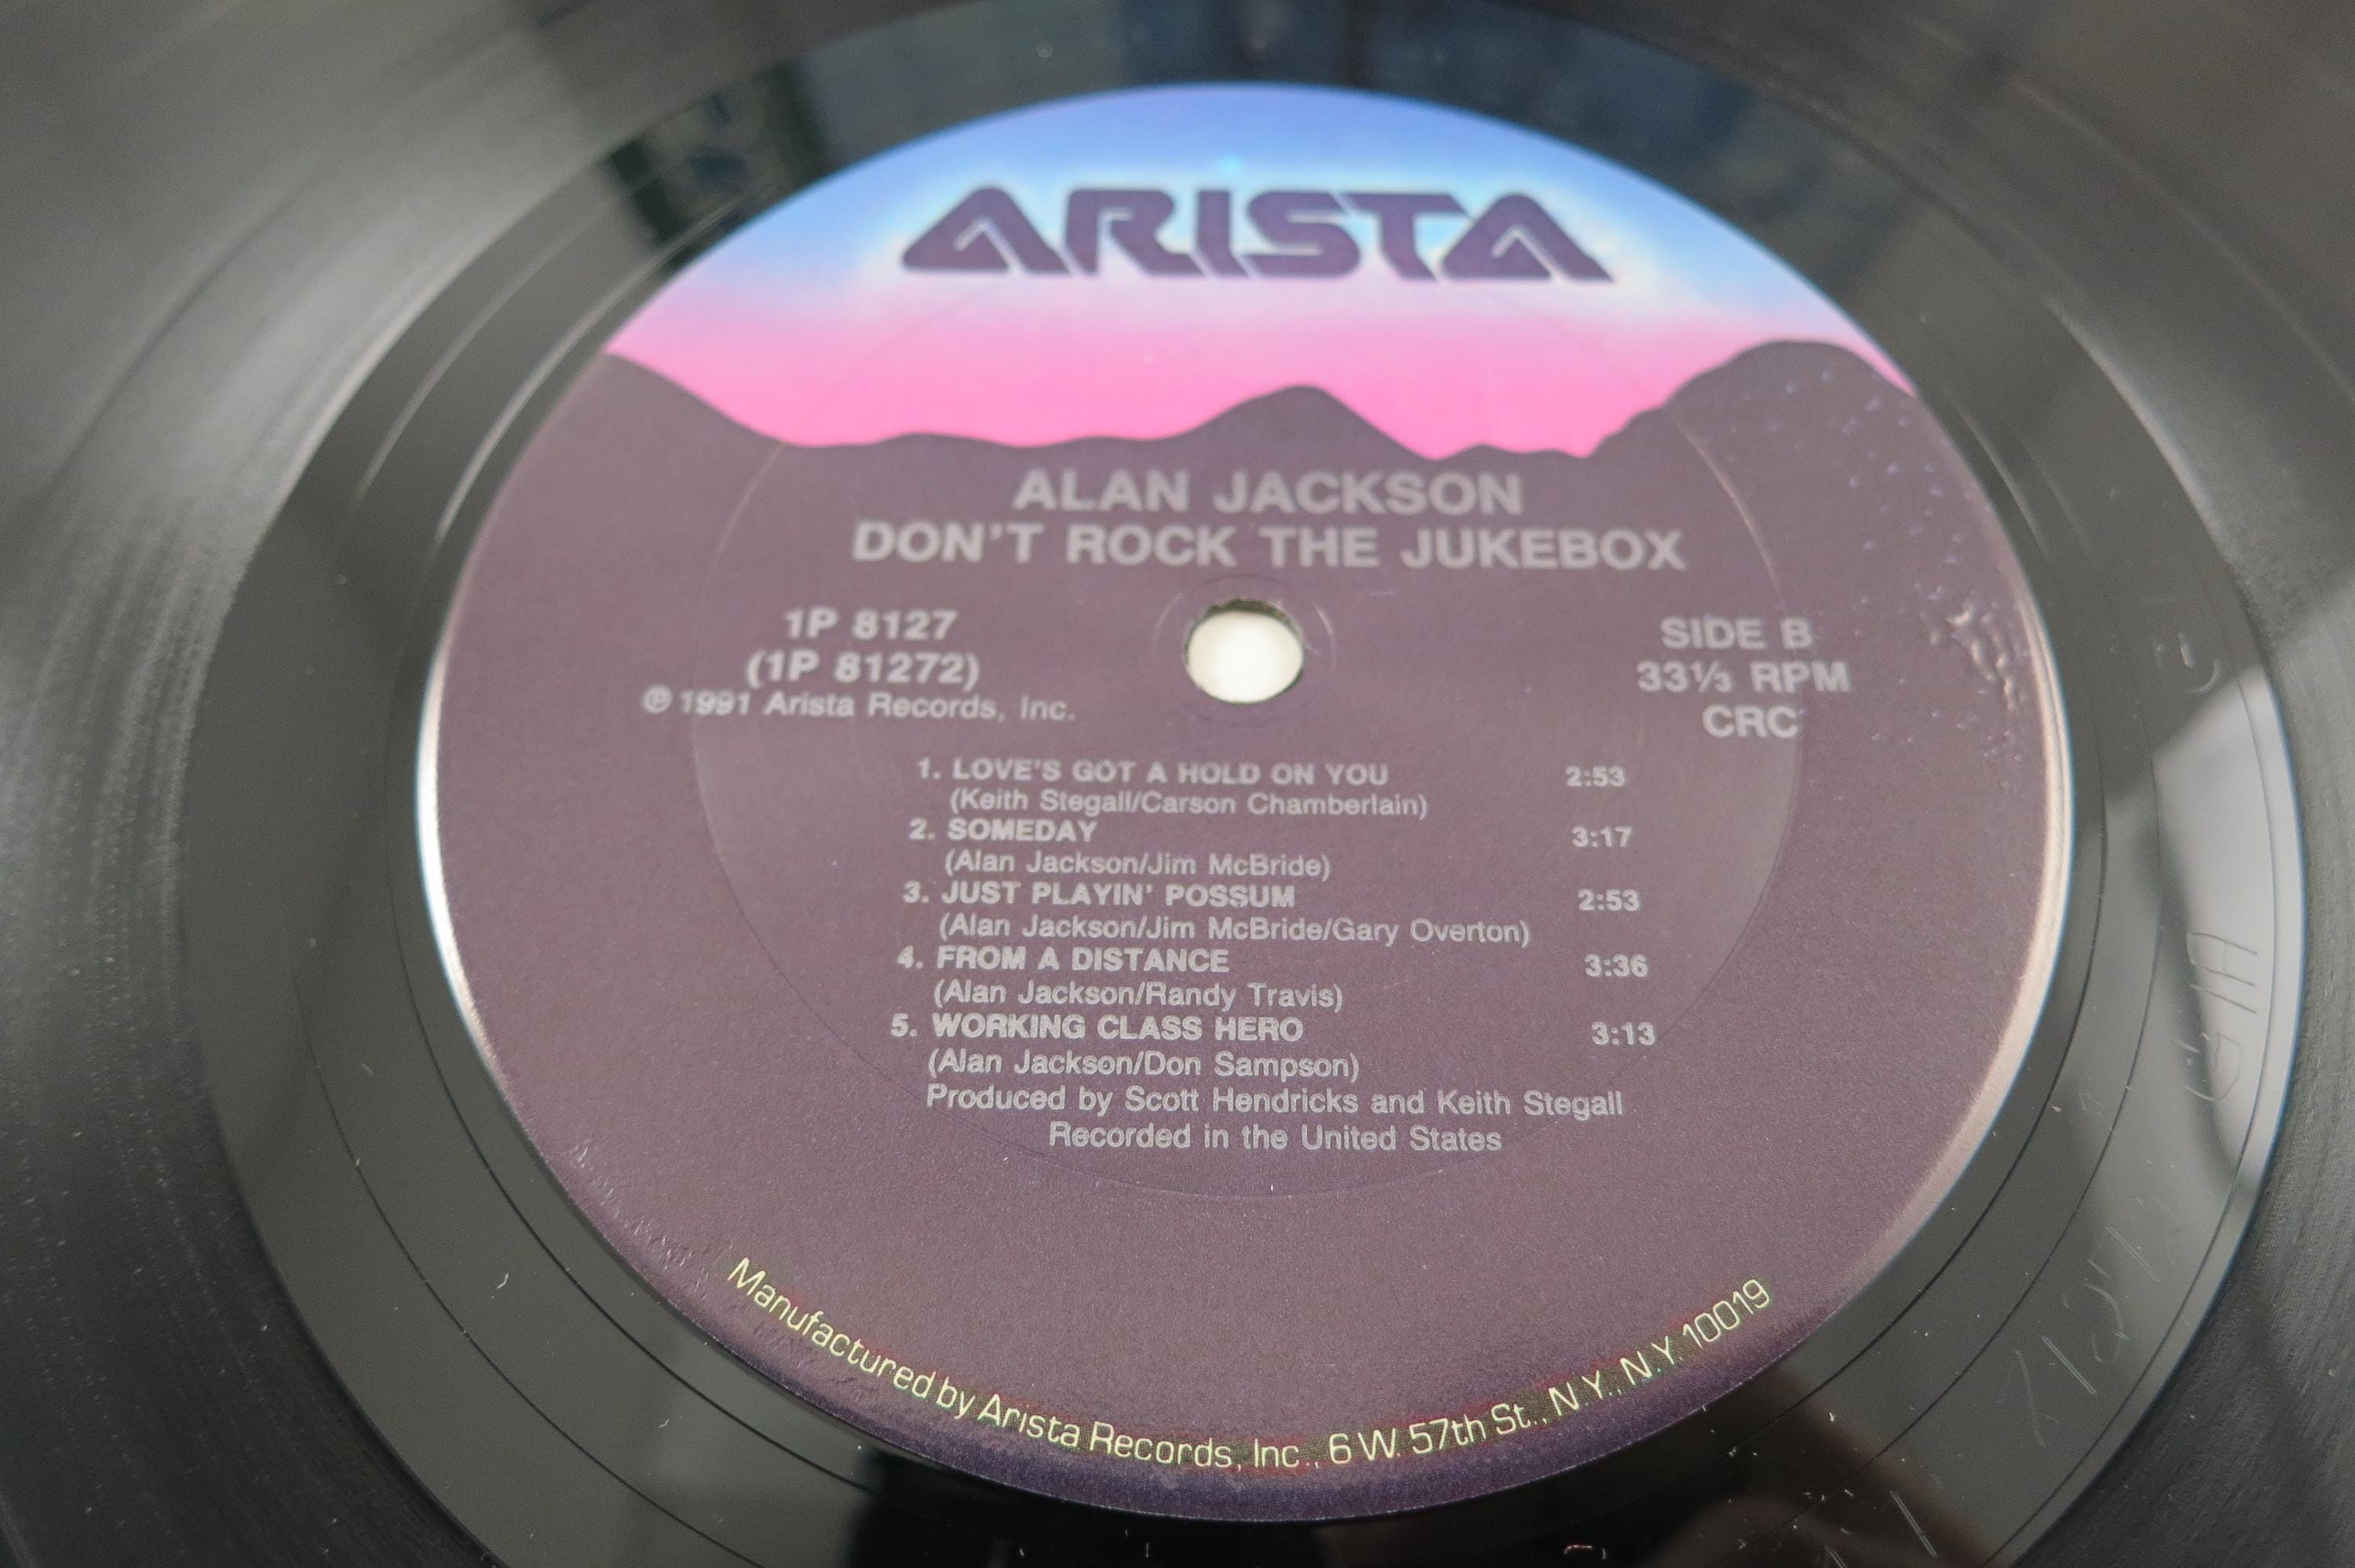 ARISTA
ALAN JACKSON
DON'T ROCK THE JUKEBOX
1P 8127
(1P 81272)
℗ 1991 Arista Records, Inc.
SIDE B
33⅓ RPM
CRC
1. LOVE'S GOT A HOLD ON YOU 2:53
(Keith Stegall/Carson Chamberlain)
2. SOMEDAY 3:17
(Alan Jackson/Jim McBride)
3. JUST PLAYIN' POSSUM 2:53
(Alan Jackson/Jim McBride/Gary Overton)
4. FROM A DISTANCE 3:36
(Alan Jackson/Randy Travis)
5. WORKING CLASS HERO 3:13
(Alan Jackson/Don Sampson)
Produced by Scott Hendricks and Keith Stegall
Recorded in the United States
Manufactured by Arista Records, Inc., 6 W. 57th St., N.Y., N.Y. 10019